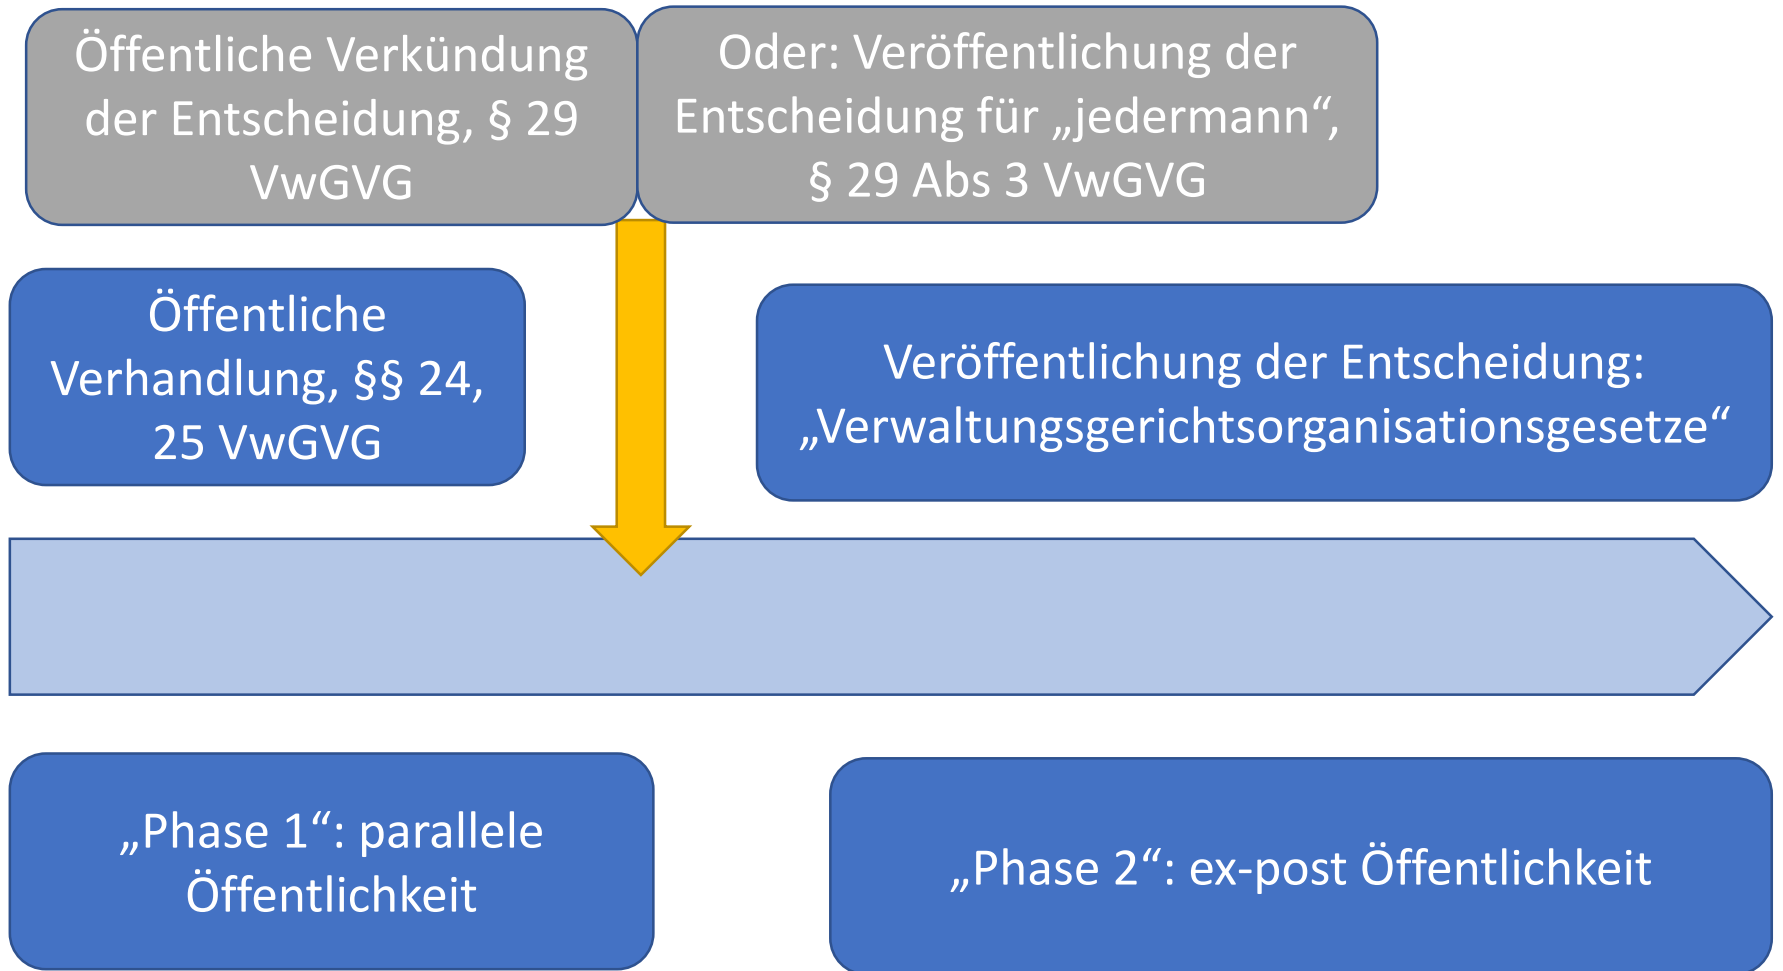 Öffentliche Verkündung
der Entscheidung, § 29
VwGVG
Oder: Veröffentlichung der
Entscheidung für „jedermann“,
§ 29 Abs 3 VwGVG
Öffentliche
Verhandlung, §§ 24,
25 VwGVG
Veröffentlichung der Entscheidung:
„Verwaltungsgerichtsorganisationsgesetze“
„Phase 1“: parallele
Öffentlichkeit
„Phase 2“: ex-post Öffentlichkeit